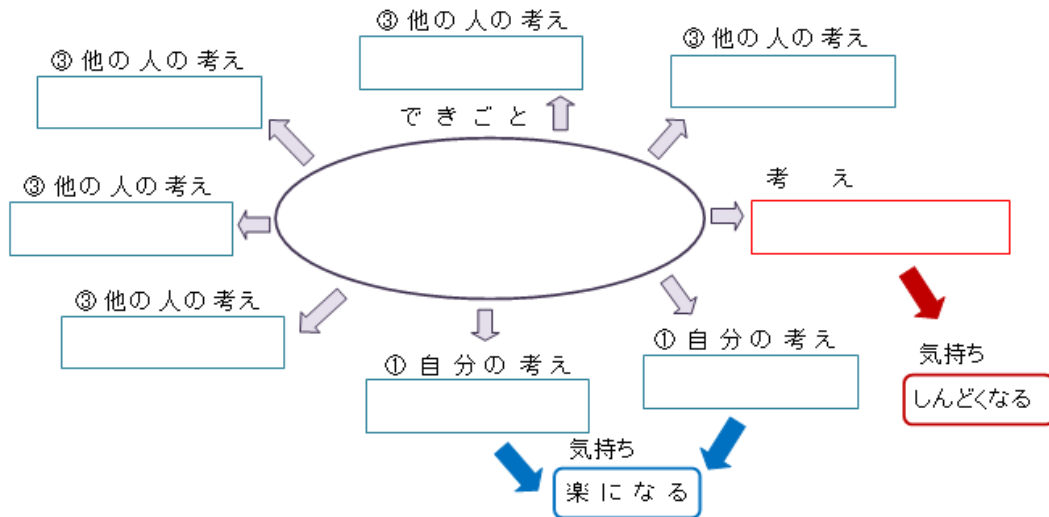 ③他の人の考え
③他の人の考え
③他の人の考え
できごと
③他の人の考え
考え
③他の人の考え
①自分の考え
①自分の考え
気持ち
しんどくなる
気持ち
楽になる